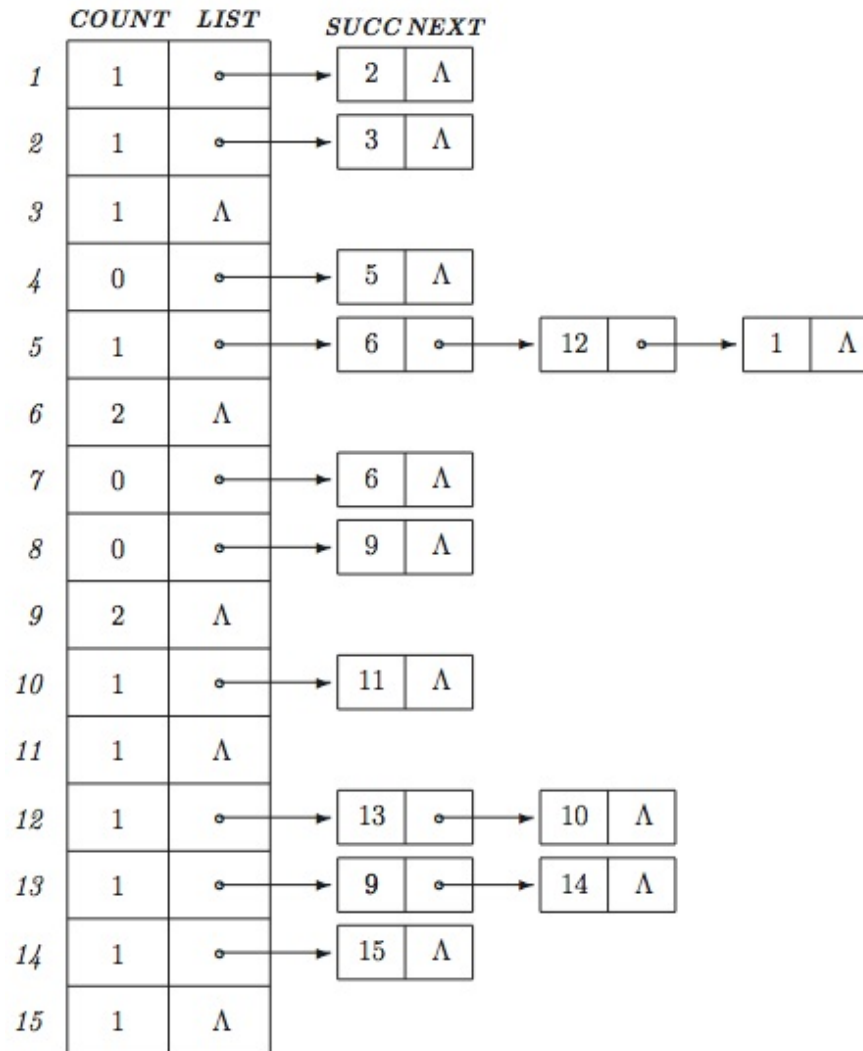 COUNT LIST SUCC NEXT
1 1 2 Λ
2 1 3 Λ
3 1 Λ
4 0 5 Λ
5 1 6 12 1 Λ
6 2 Λ
7 0 6 Λ
8 0 9 Λ
9 2 Λ
10 1 11 Λ
11 1 Λ
12 1 13 10 Λ
13 1 9 14 Λ
14 1 15 Λ
15 1 Λ